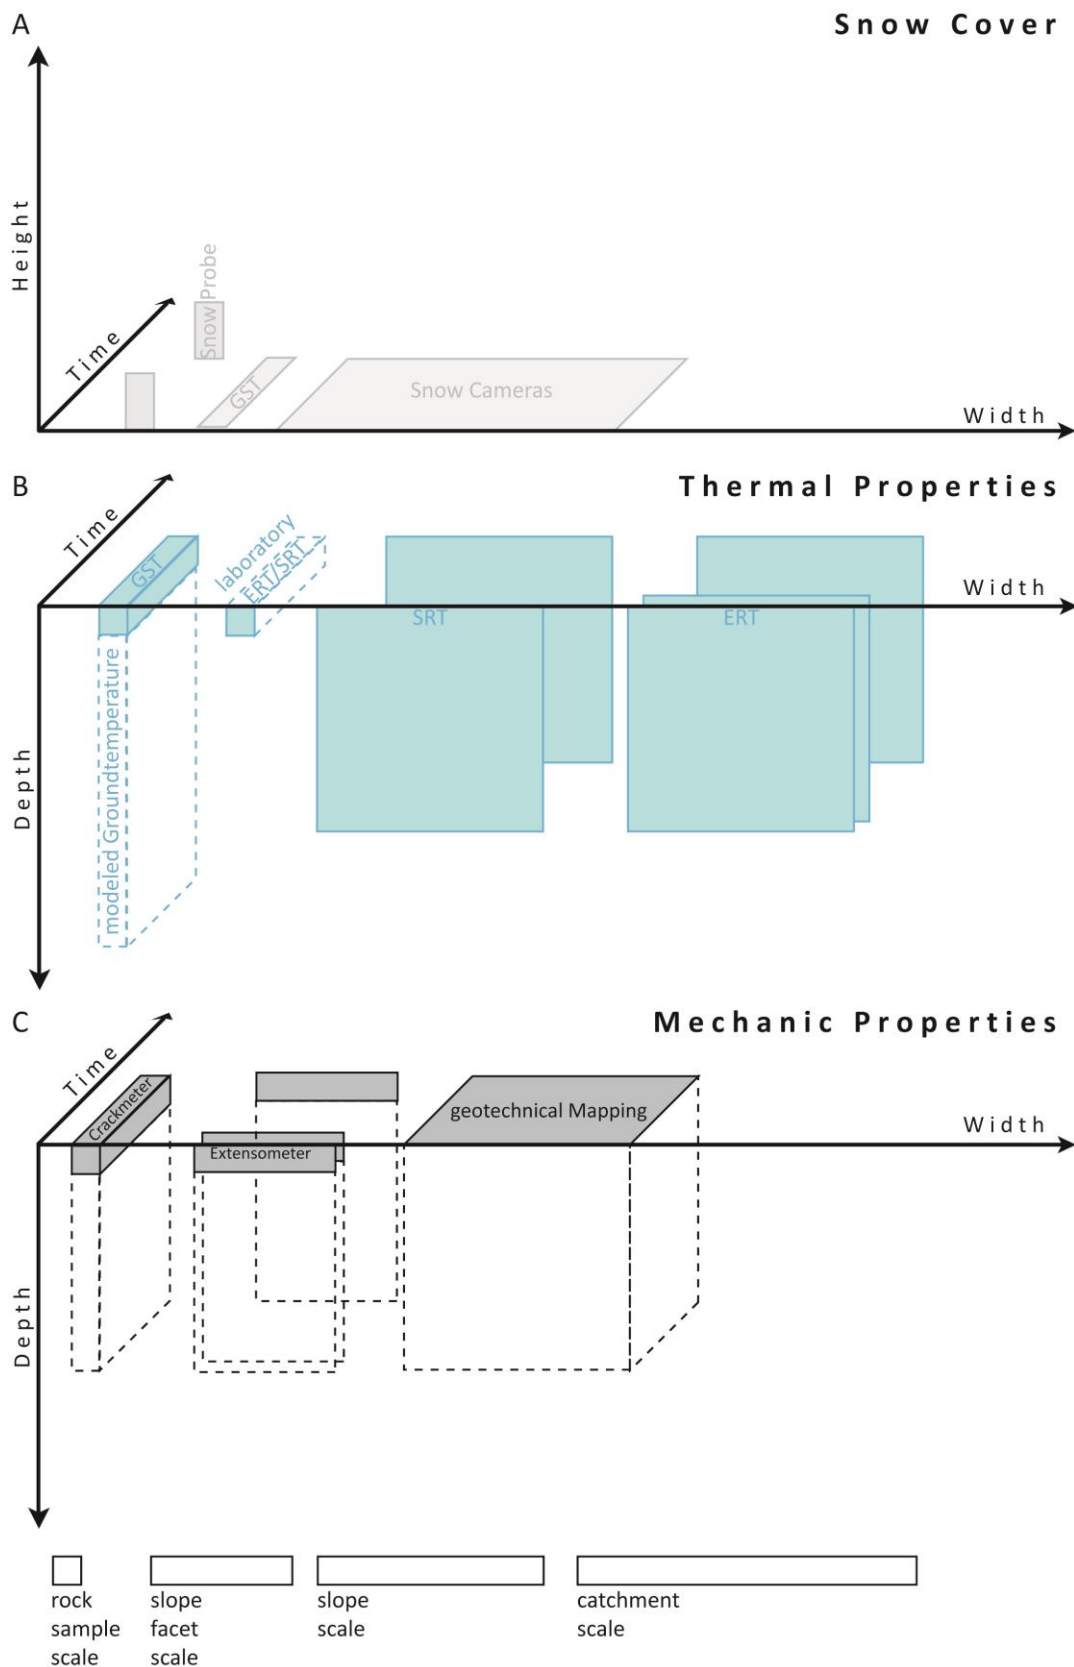 A
Snow Cover
Height
Time
Snow Probe
GST
Snow Cameras
Width
B
Thermal Properties
Time
GST
laboratory
ERT/SRT
Width
SRT
ERT
modeled Groundtemperature
Depth
C
Mechanic Properties
Time
Crackmeter
geotechnical Mapping
Width
Extensometer
Depth
rock
sample
scale
slope
facet
scale
slope
scale
catchment
scale